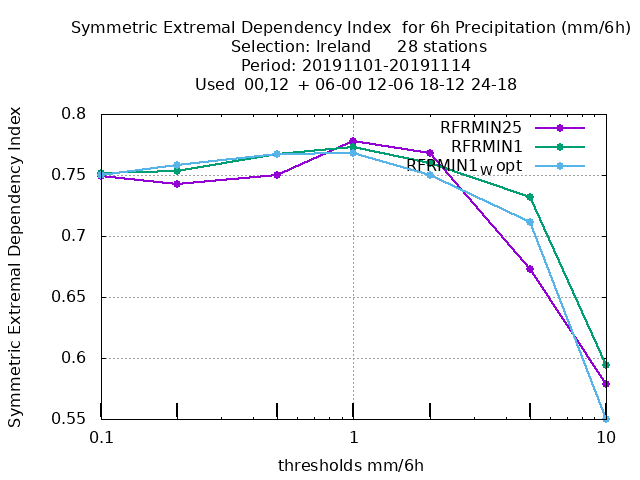 Symmetric Extremal Dependency Index  for 6h Precipitation (mm/6h)
Selection: Ireland     28 stations
Period: 20191101-20191114
Used  00,12  + 06-00 12-06 18-12 24-18
Symmetric Extremal Dependency Index
0.8
0.75
0.7
0.65
0.6
0.55
RFRMIN25
RFRMIN1
RFRMIN1W opt
0.1
1
10
thresholds mm/6h